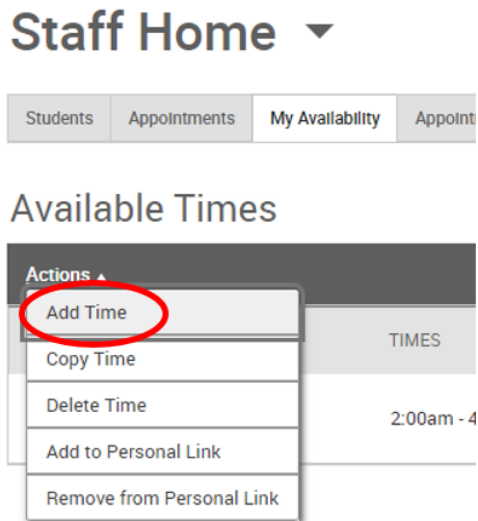 Staff Home
Students Appointments My Availability
Available Times
Actions
Add Time
TIMES
Copy Time
Delete Time
2:00am - 4
Add to Personal Link
Remove from Personal Link